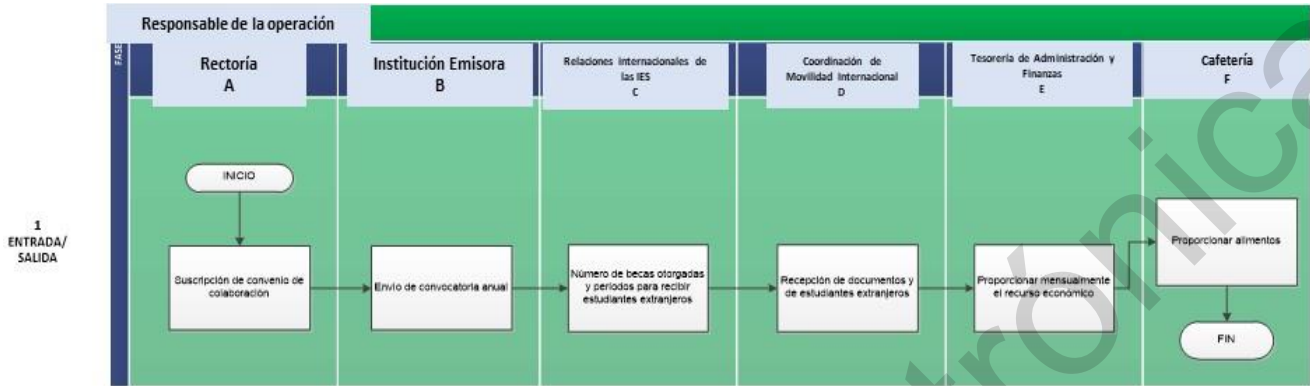 Responsable de la operación
FASE
Rectoría
A
Institución Emisora
B
Relaciones internacionales de
las IES
C
Coordinación de
Movilidad Internacional
D
Tesorería de Administración y
Finanzas
E
Cafetería
F
1
ENTRADA/
SALIDA
INICIO
Suscripción de convenio de
colaboración
Envío de convocatoria anual
Número de becas otorgadas
y periodos para recibir
estudiantes extranjeros
Recepción de documentos y
de estudiantes extranjeros
Proporcionar mensualmente
el recurso económico
Proporcionar alimentos
FIN